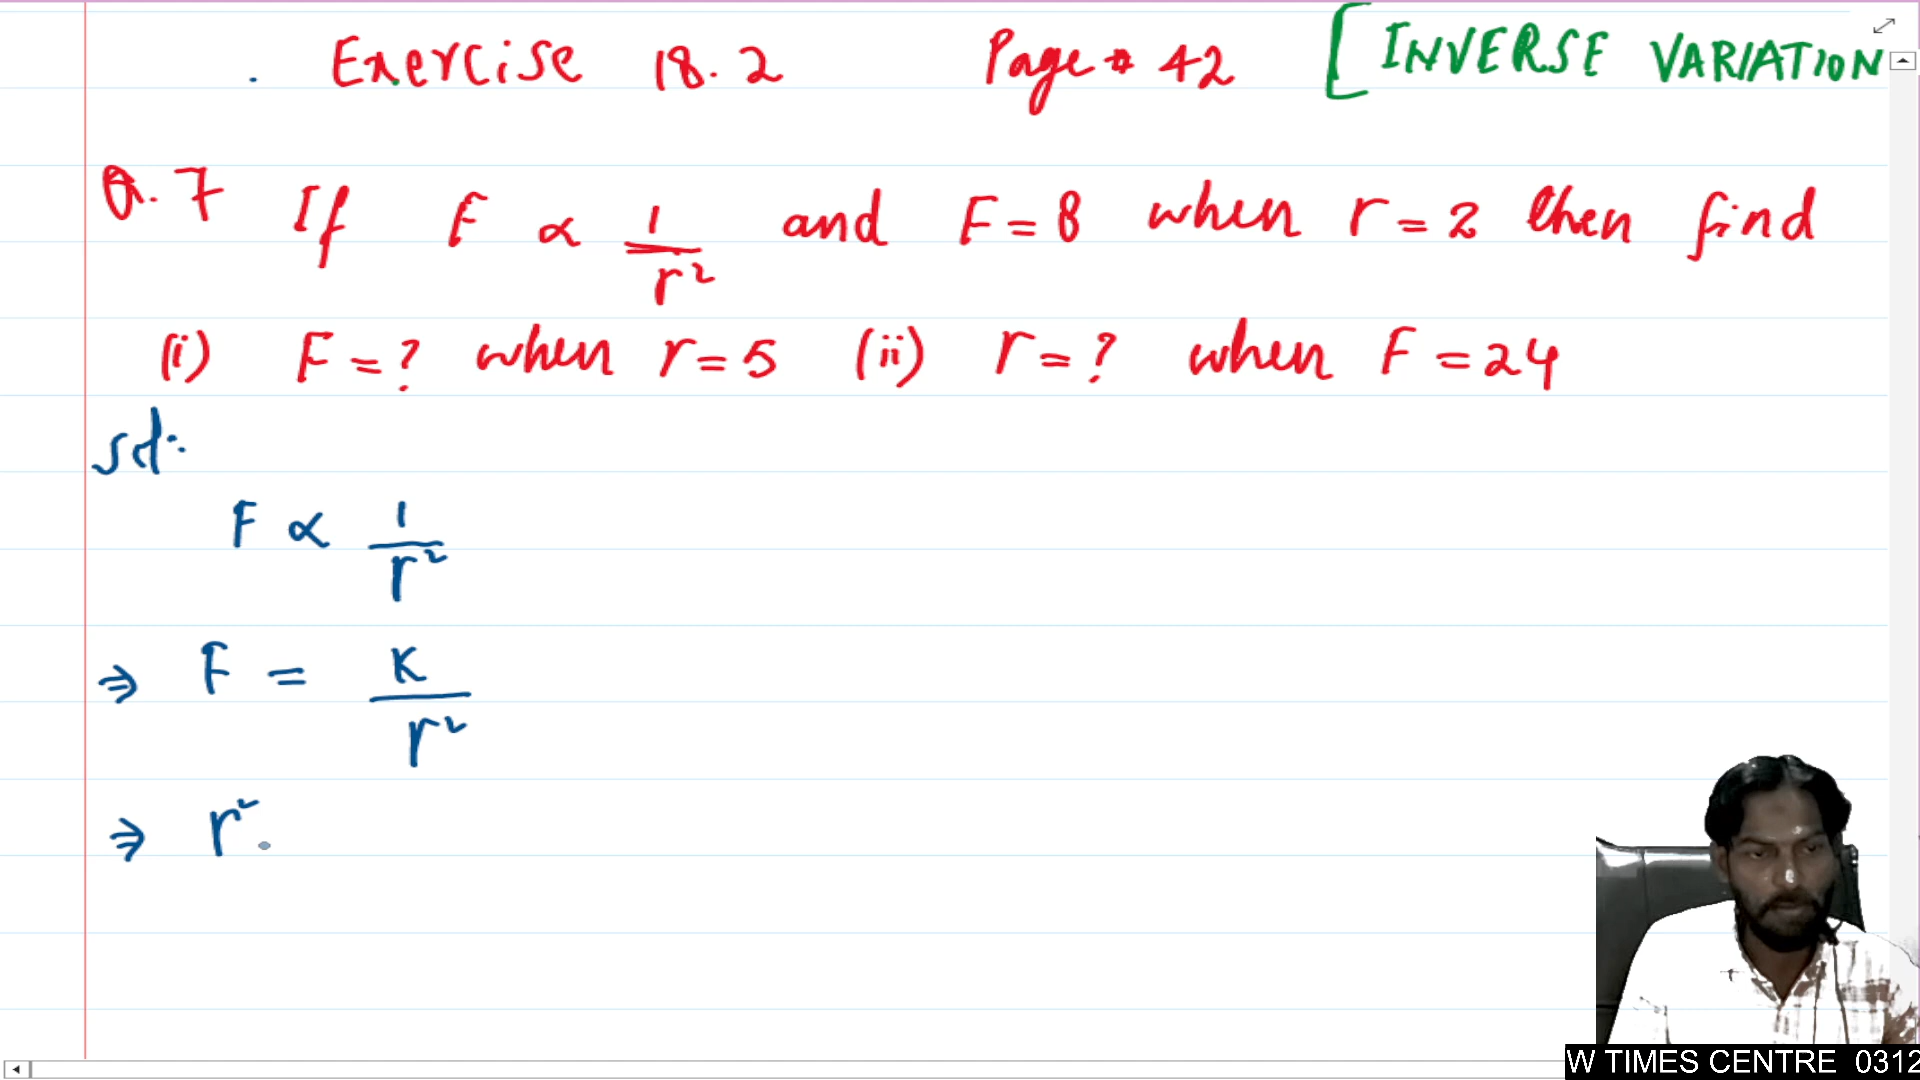 Exercise 18.2 Page # 42 [INVERSE VARIATION
Q.7 If F ∝ 1/r² and F = 8 when r = 2 then find
(i) F = ? when r = 5 (ii) r = ? when F = 24
Sol:
F ∝ 1/r²
⇒ F = K/r²
⇒ r²
W TIMES CENTRE 0312